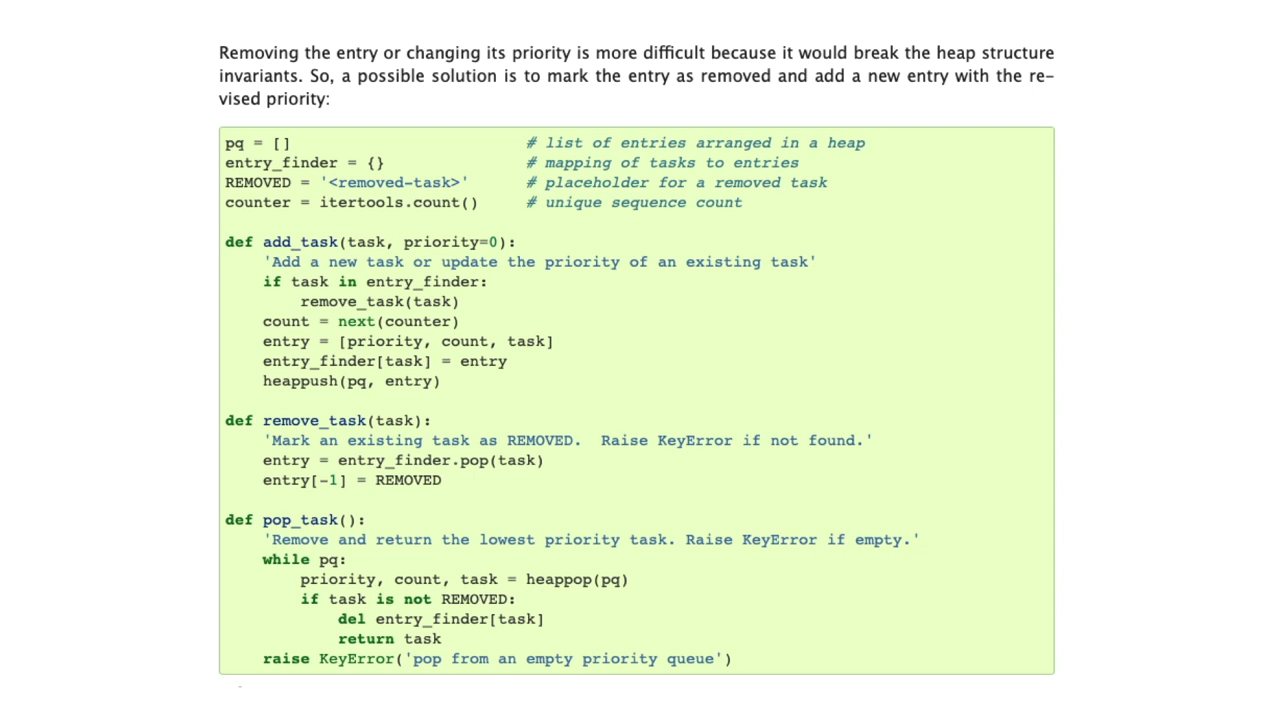 Removing the entry or changing its priority is more difficult because it would break the heap structure
invariants. So, a possible solution is to mark the entry as removed and add a new entry with the re-
vised priority:
pq = []                         # list of entries arranged in a heap
entry_finder = {}               # mapping of tasks to entries
REMOVED = '<removed-task>'      # placeholder for a removed task
counter = itertools.count()     # unique sequence count
def add_task(task, priority=0):
    'Add a new task or update the priority of an existing task'
    if task in entry_finder:
        remove_task(task)
    count = next(counter)
    entry = [priority, count, task]
    entry_finder[task] = entry
    heappush(pq, entry)
def remove_task(task):
    'Mark an existing task as REMOVED.  Raise KeyError if not found.'
    entry = entry_finder.pop(task)
    entry[-1] = REMOVED
def pop_task():
    'Remove and return the lowest priority task. Raise KeyError if empty.'
    while pq:
        priority, count, task = heappop(pq)
        if task is not REMOVED:
            del entry_finder[task]
            return task
    raise KeyError('pop from an empty priority queue')